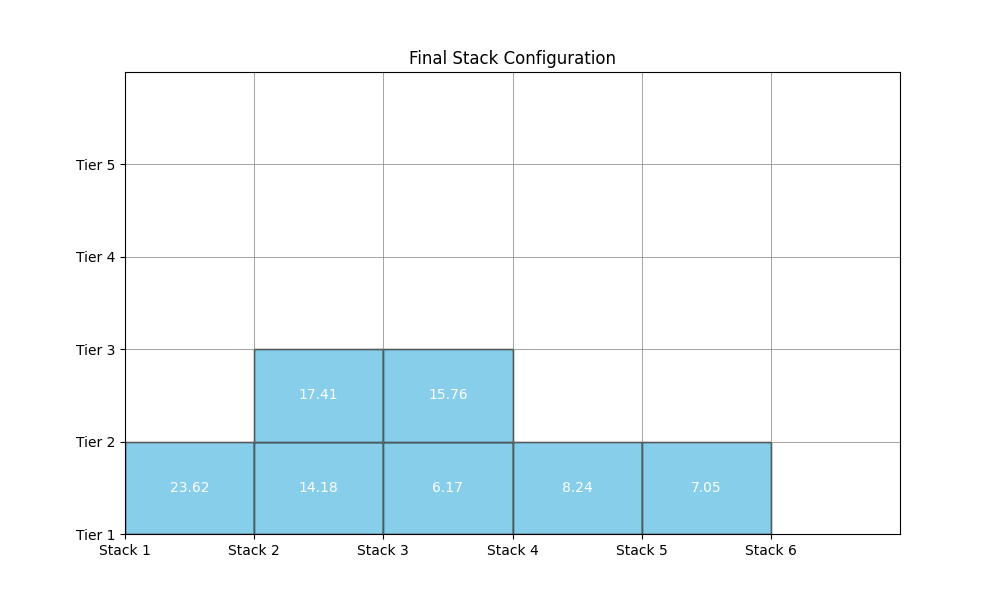 Final Stack Configuration
Tier 5
Tier 4
Tier 3
17.41 15.76
Tier 2
23.62 14.18 6.17 8.24 7.05
Tier 1
Stack 1 Stack 2 Stack 3 Stack 4 Stack 5 Stack 6